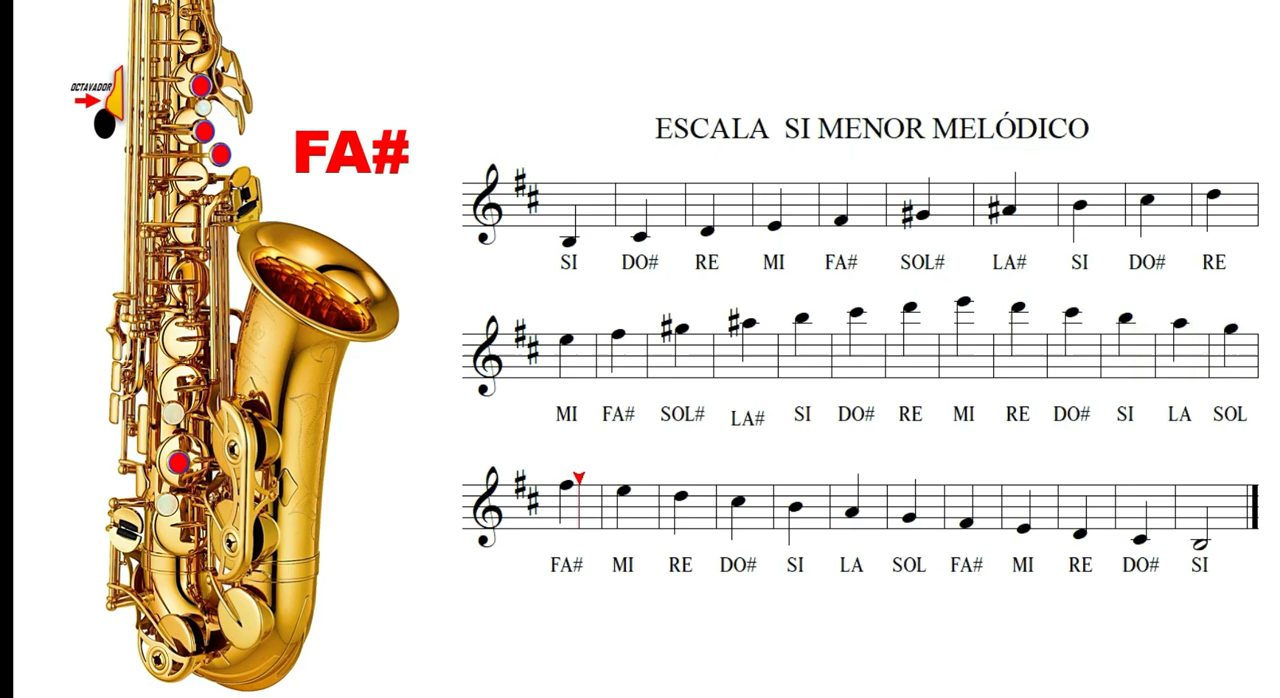 OCTAVADOR
FA#
ESCALA SI MENOR MELÓDICO
SI DO# RE MI FA# SOL# LA# SI DO# RE
MI FA# SOL# LA# SI DO# RE MI RE DO# SI LA SOL
FA# MI RE DO# SI LA SOL FA# MI RE DO# SI